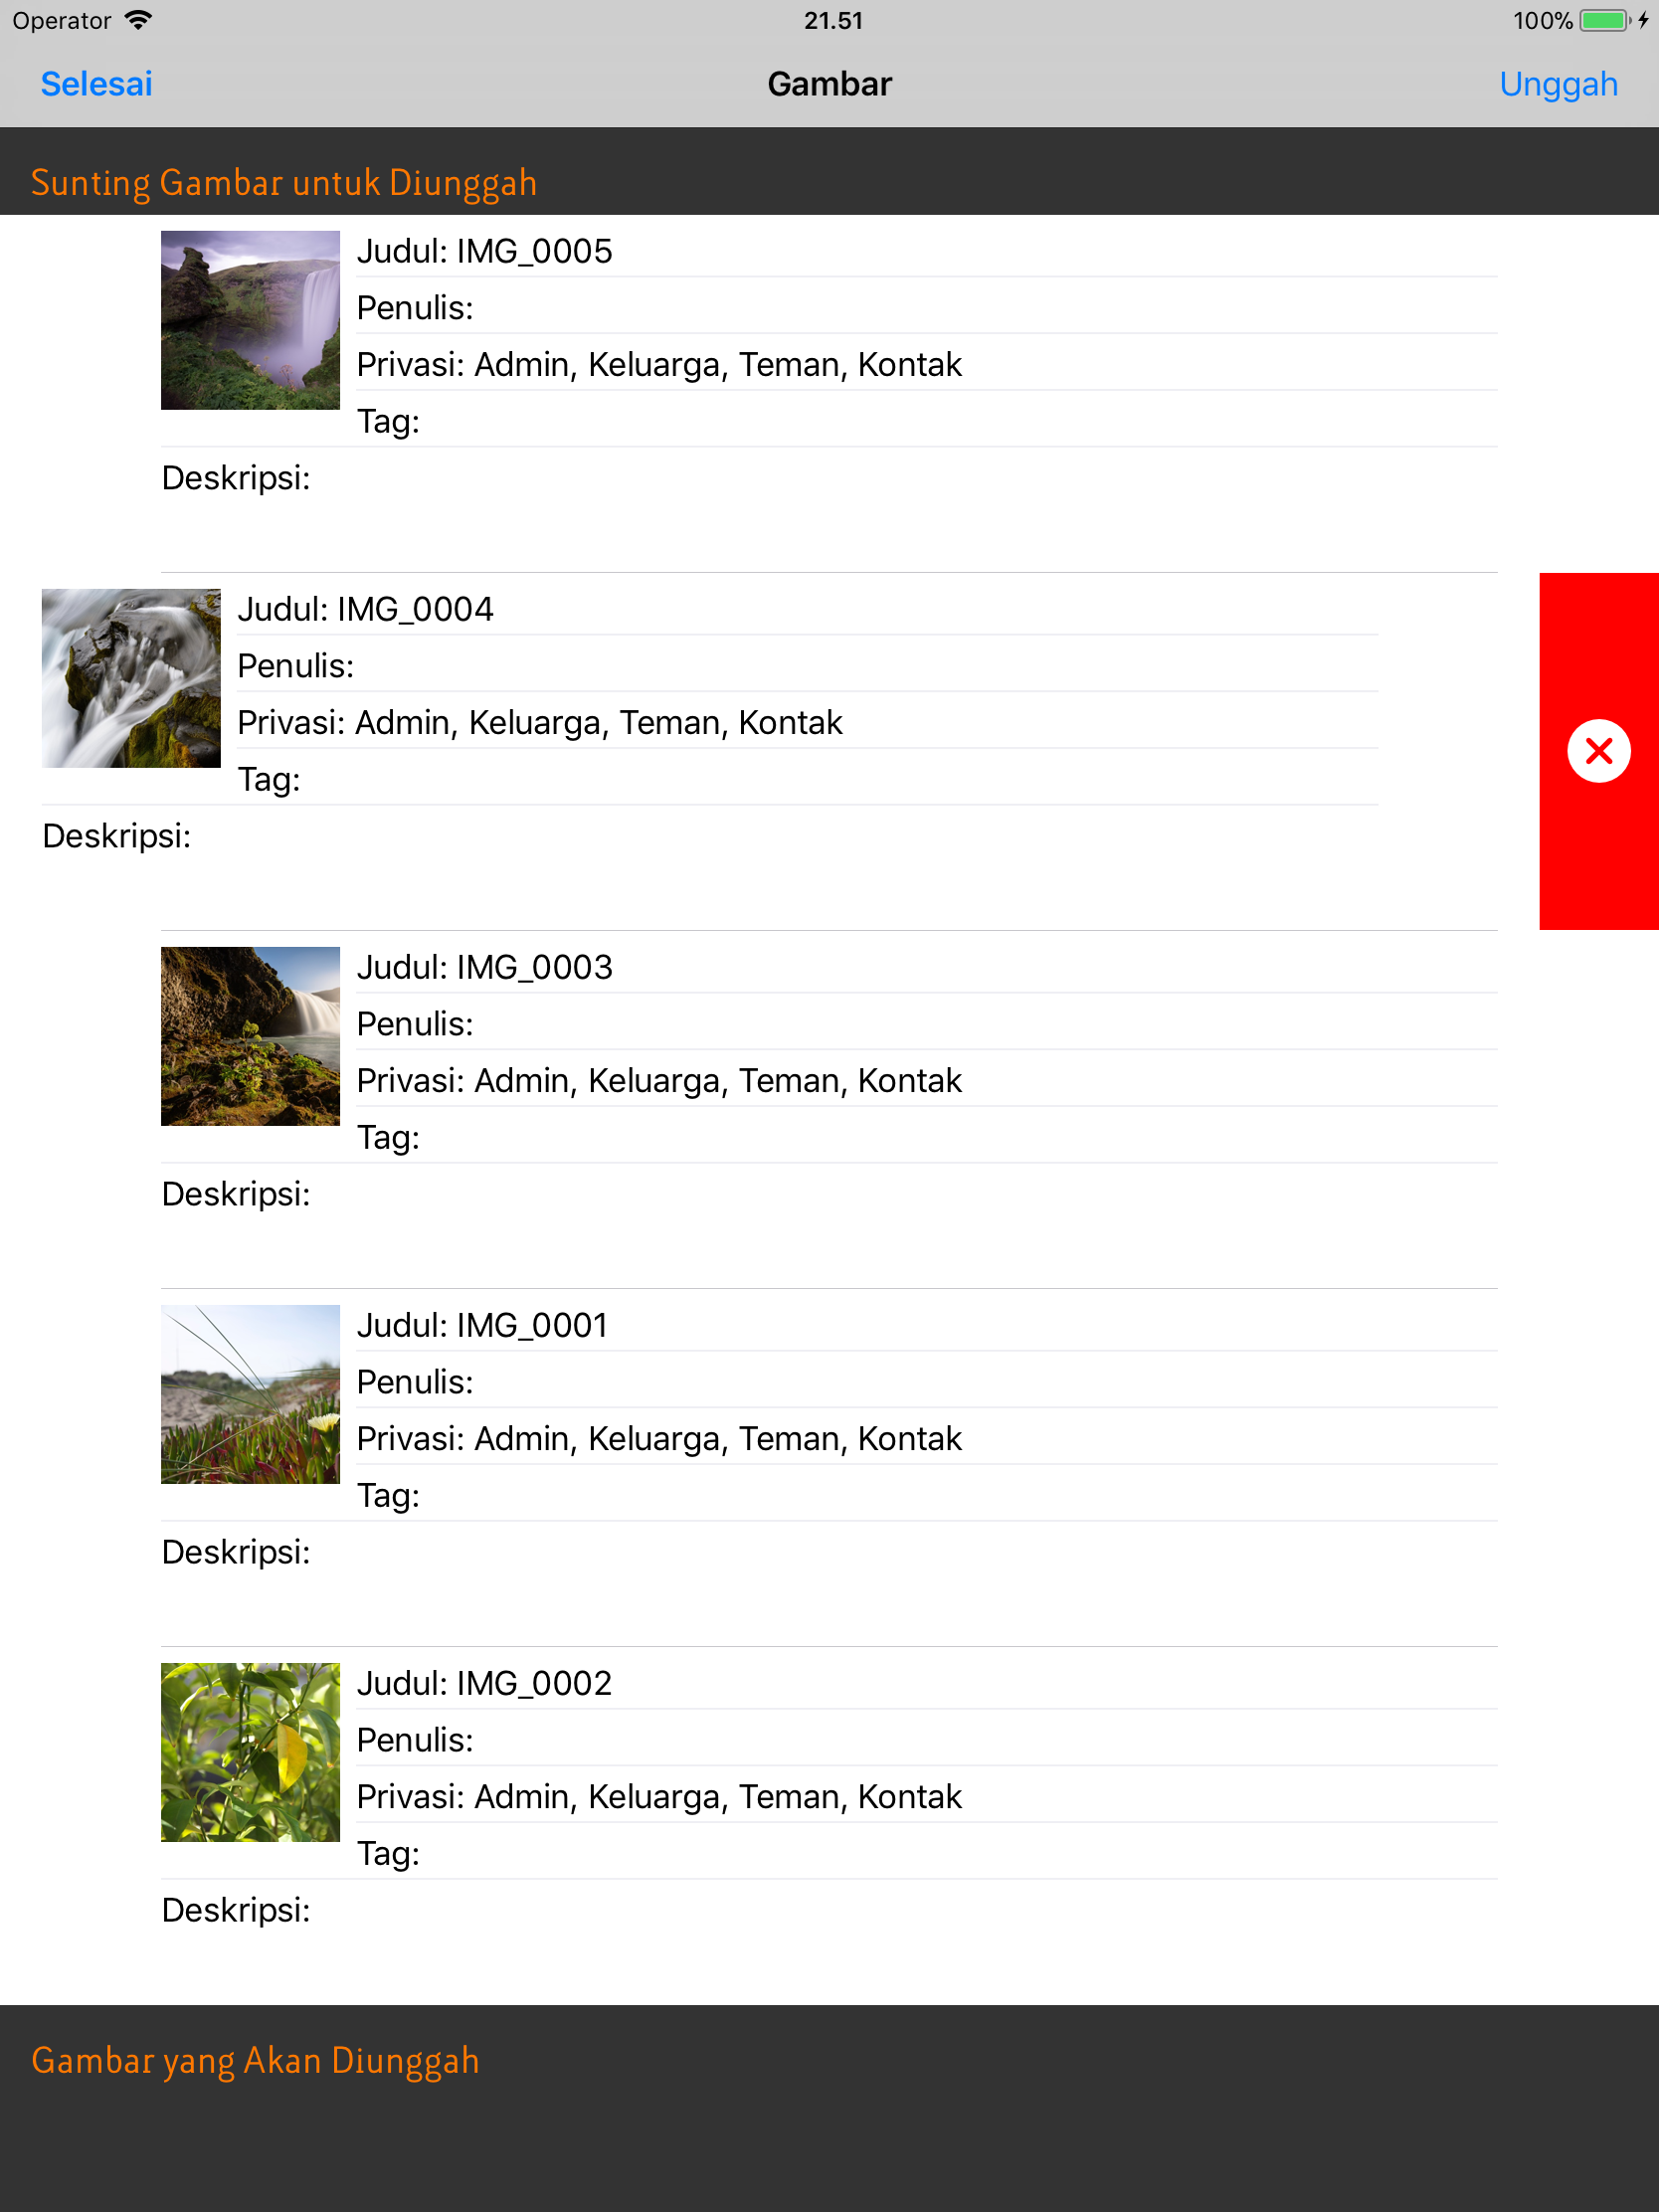 Operator 21.51 100%
Selesai Gambar Unggah
Sunting Gambar untuk Diunggah
Judul: IMG_0005
Penulis:
Privasi: Admin, Keluarga, Teman, Kontak
Tag:
Deskripsi:
Judul: IMG_0004
Penulis:
Privasi: Admin, Keluarga, Teman, Kontak
Tag:
Deskripsi:
Judul: IMG_0003
Penulis:
Privasi: Admin, Keluarga, Teman, Kontak
Tag:
Deskripsi:
Judul: IMG_0001
Penulis:
Privasi: Admin, Keluarga, Teman, Kontak
Tag:
Deskripsi:
Judul: IMG_0002
Penulis:
Privasi: Admin, Keluarga, Teman, Kontak
Tag:
Deskripsi:
Gambar yang Akan Diunggah